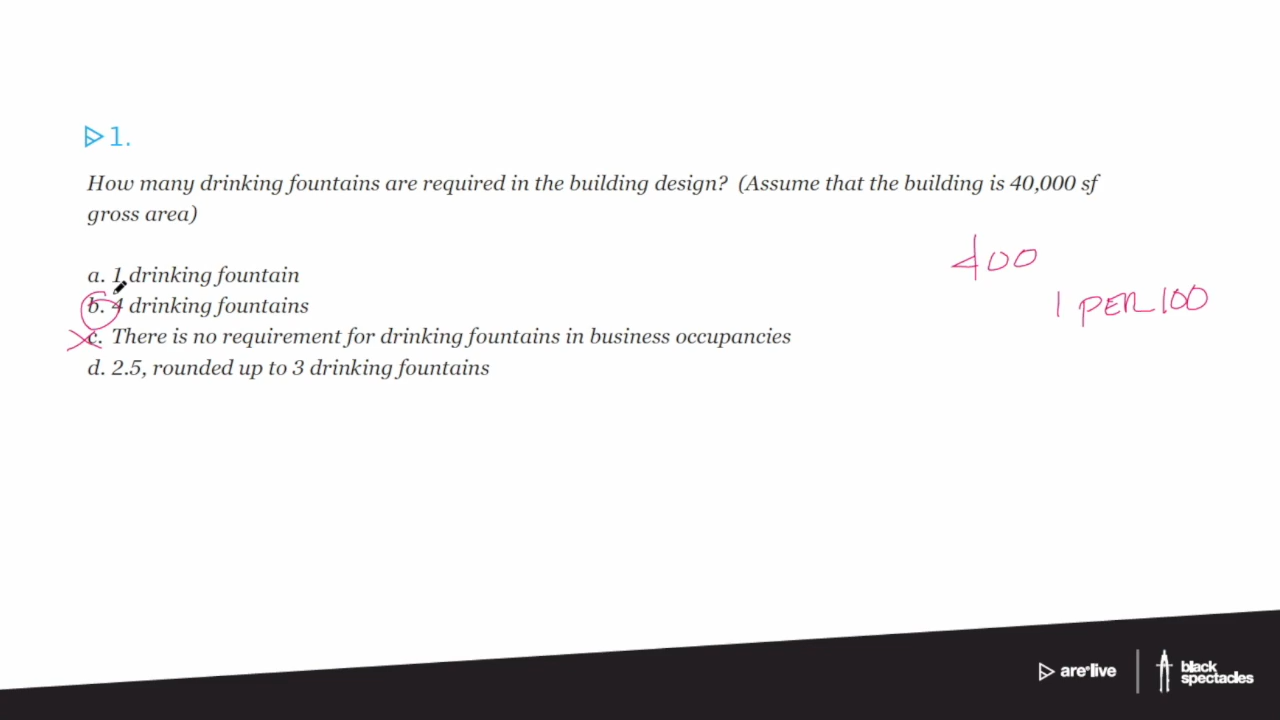 1.
How many drinking fountains are required in the building design? (Assume that the building is 40,000 sf
gross area)
a. 1 drinking fountain
b. 4 drinking fountains
c. There is no requirement for drinking fountains in business occupancies
d. 2.5, rounded up to 3 drinking fountains
400
1 PER 100
are live
black
spectacles